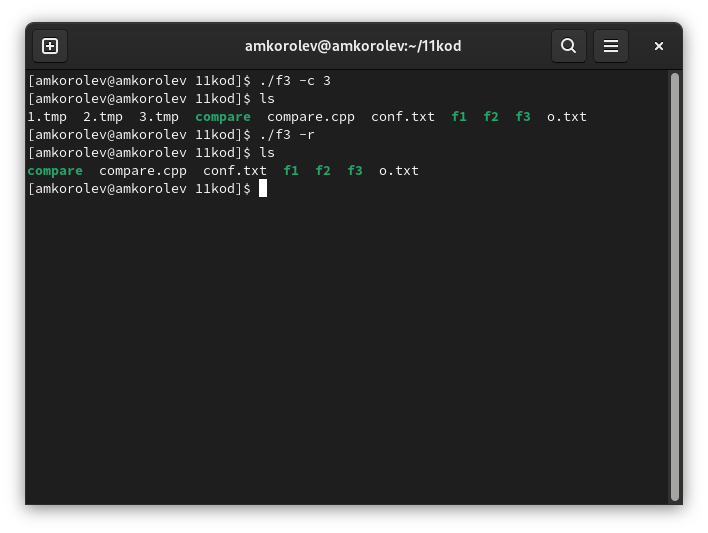 amkorolev@amkorolev:~/11kod
[amkorolev@amkorolev 11kod]$ ./f3 -c 3
[amkorolev@amkorolev 11kod]$ ls
1.tmp  2.tmp  3.tmp  compare  compare.cpp  conf.txt  f1  f2  f3  o.txt
[amkorolev@amkorolev 11kod]$ ./f3 -r
[amkorolev@amkorolev 11kod]$ ls
compare  compare.cpp  conf.txt  f1  f2  f3  o.txt
[amkorolev@amkorolev 11kod]$